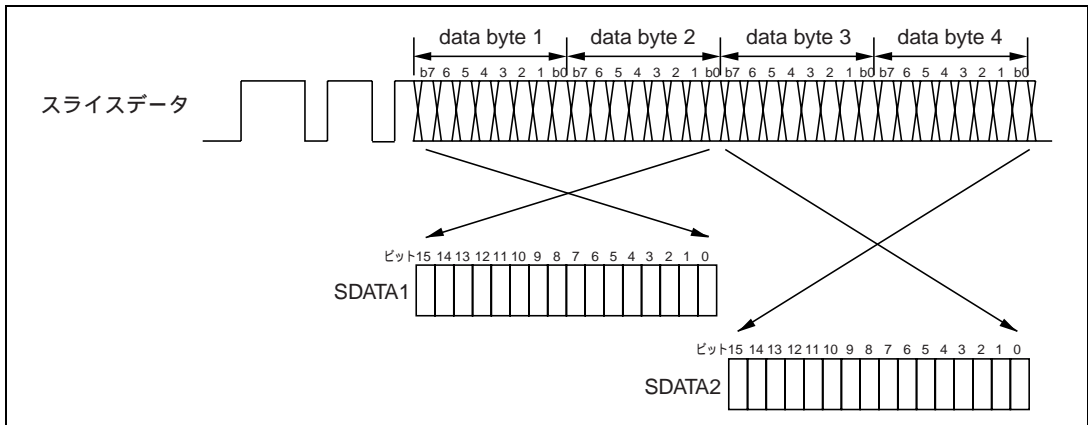 data byte 1 data byte 2 data byte 3 data byte 4
b7 6 5 4 3 2 1 b0 b7 6 5 4 3 2 1 b0 b7 6 5 4 3 2 1 b0 b7 6 5 4 3 2 1 b0
スライスデータ
ビット15 14 13 12 11 10 9 8 7 6 5 4 3 2 1 0
SDATA1
ビット15 14 13 12 11 10 9 8 7 6 5 4 3 2 1 0
SDATA2